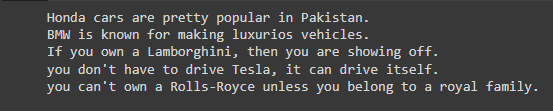 Honda cars are pretty popular in Pakistan.
BMW is known for making luxurios vehicles.
If you own a Lamborghini, then you are showing off.
you don't have to drive Tesla, it can drive itself.
you can't own a Rolls-Royce unless you belong to a royal family.